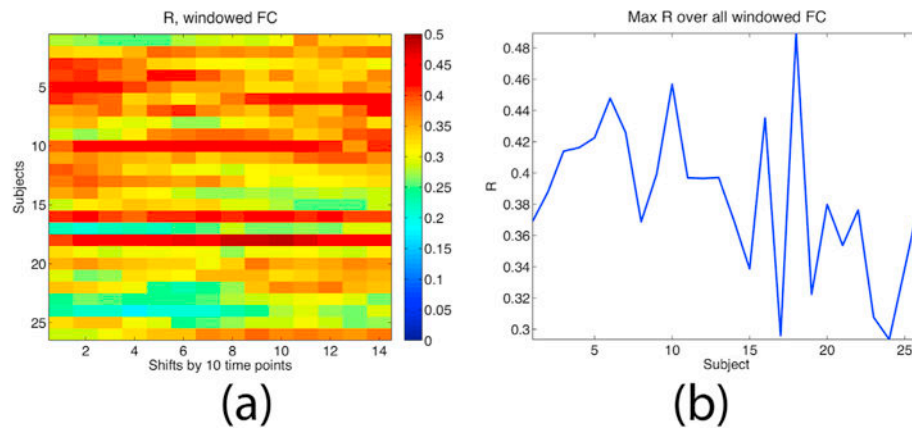 R, windowed FC
Subjects
5
10
15
20
25
2 4 6 8 10 12 14
Shifts by 10 time points
0.5
0.45
0.4
0.35
0.3
0.25
0.2
0.15
0.1
0.05
0
(a)
Max R over all windowed FC
R
0.48
0.46
0.44
0.42
0.4
0.38
0.36
0.34
0.32
0.3
5 10 15 20 25
Subject
(b)